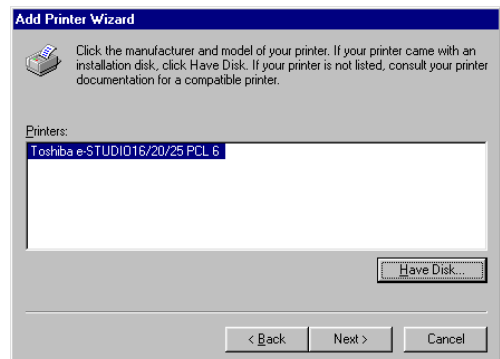 Add Printer Wizard
Click the manufacturer and model of your printer. If your printer came with an
installation disk, click Have Disk. If your printer is not listed, consult your printer
documentation for a compatible printer.
Printers:
Toshiba e-STUDIO16/20/25 PCL 6
Have Disk...
< Back Next > Cancel